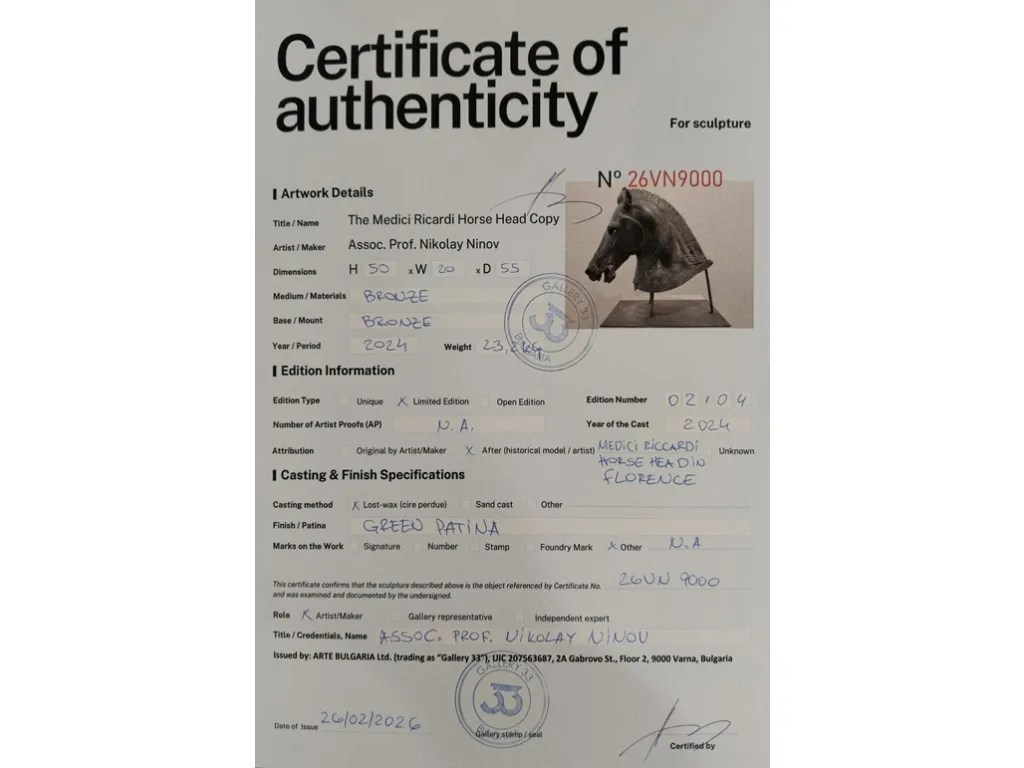 Certificate of
authenticity
For sculpture
Nº 26VN9000
Artwork Details
Title / Name The Medici Ricardi Horse Head Copy
Artist / Maker Assoc. Prof. Nikolay Ninov
Dimensions H 50 x W 20 x D 55
Medium / Materials BRONZE
Base / Mount BRONZE
Year / Period 2024 Weight 23,2kg
GALLERY 33
BULGARIA
Edition Information
Edition Type Unique x Limited Edition Open Edition Edition Number 02/04
Number of Artist Proofs (AP) N.A. Year of the Cast 2024
Attribution Original by Artist/Maker x After (historical model / artist) MEDICI RICCARDI Unknown
HORSE HEAD IN
FLORENCE
Casting & Finish Specifications
Casting method x Lost-wax (cire perdue) Sand cast Other
Finish / Patina GREEN PATINA
Marks on the Work Signature Number Stamp Foundry Mark x Other N.A
This certificate confirms that the sculpture described above is the object referenced by Certificate No. 26VN 9000
and was examined and documented by the undersigned.
Role x Artist/Maker Gallery representative Independent expert
Title / Credentials, Name ASSOC. PROF. NIKOLAY NINOV
Issued by: ARTE BULGARIA Ltd. (trading as "Gallery 33"), UIC 207563687, 2A Gabrovo St., Floor 2, 9000 Varna, Bulgaria
GALLERY 33
Date of Issue 26/02/2026
Gallery stamp / seal
Certified by